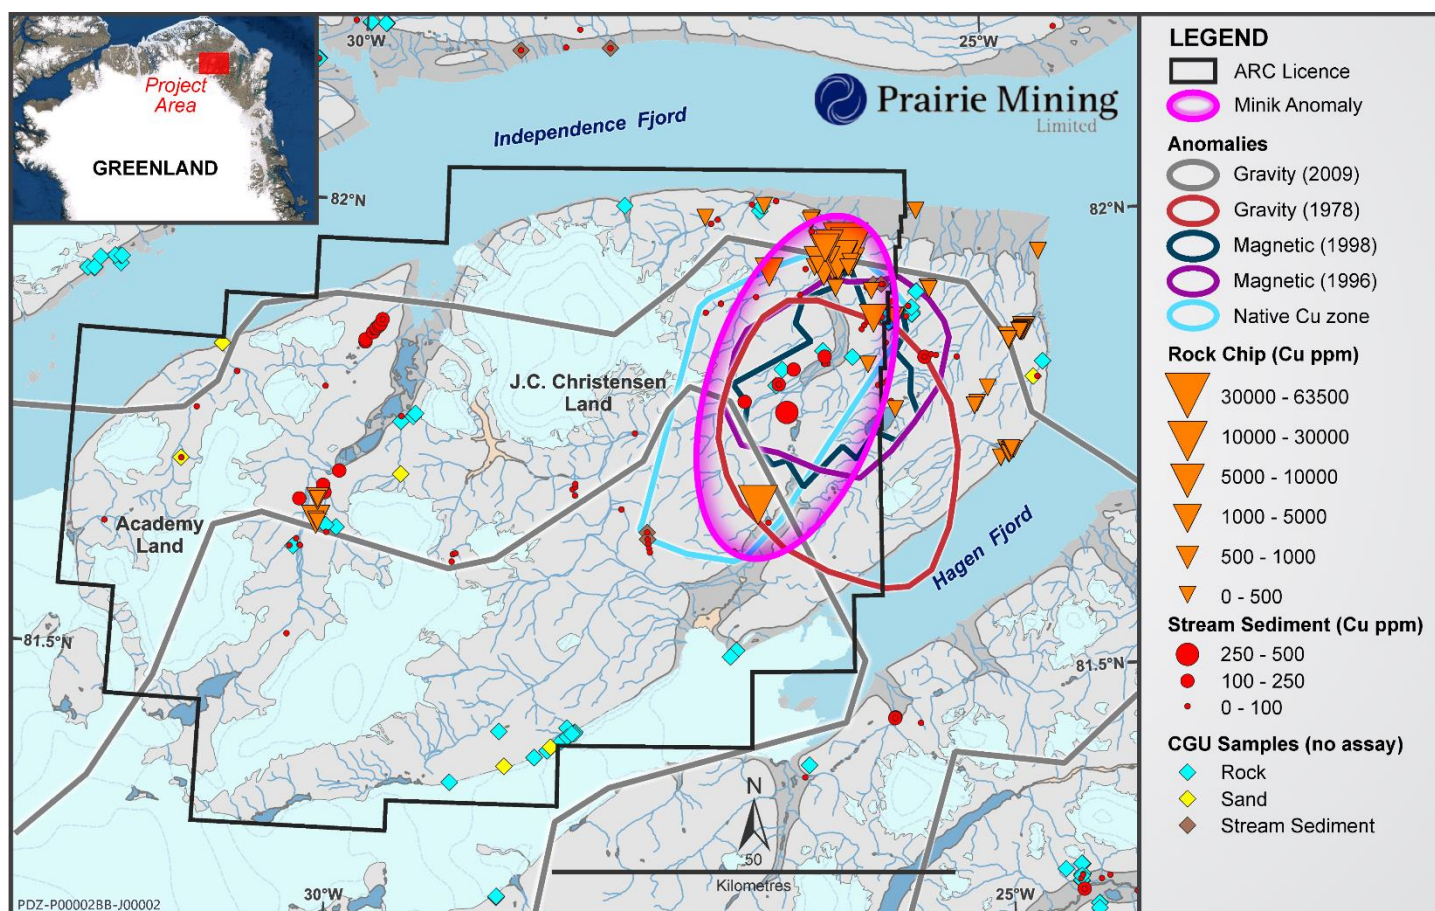 Project
Area
GREENLAND
30°W
25°W
Independence Fjord
Prairie Mining
Limited
82°N
82°N
J.C. Christensen
Land
Academy
Land
Hagen Fjord
81.5°N
81.5°N
N
50
Kilometres
30°W
25°W
PDZ-P00002BB-J00002
LEGEND
ARC Licence
Minik Anomaly
Anomalies
Gravity (2009)
Gravity (1978)
Magnetic (1998)
Magnetic (1996)
Native Cu zone
Rock Chip (Cu ppm)
30000 - 63500
10000 - 30000
5000 - 10000
1000 - 5000
500 - 1000
0 - 500
Stream Sediment (Cu ppm)
250 - 500
100 - 250
0 - 100
CGU Samples (no assay)
Rock
Sand
Stream Sediment